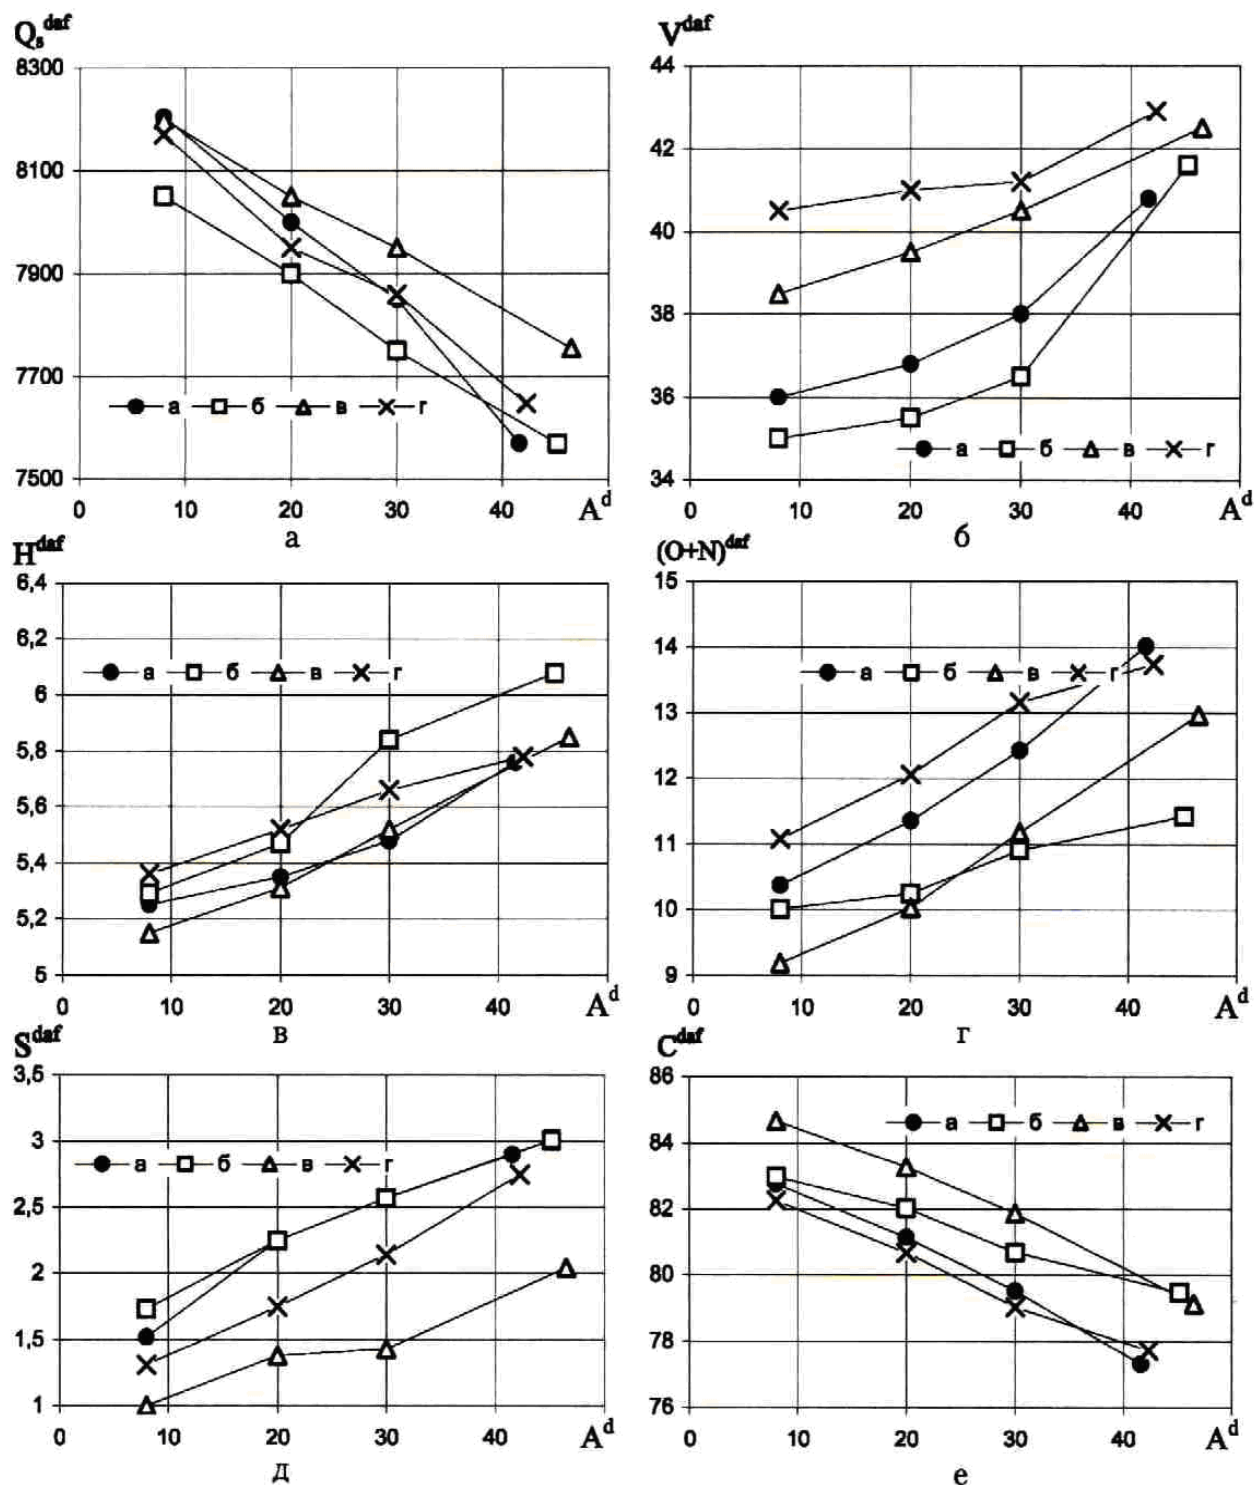 Qs^daf
8300
8100
7900
7700
7500
а б в г
0 10 20 30 40 A^d
а
V^daf
44
42
40
38
36
34
а б в г
0 10 20 30 40 A^d
б
H^daf
6,4
6,2
6
5,8
5,6
5,4
5,2
5
а б в г
0 10 20 30 40 A^d
в
(O+N)^daf
15
14
13
12
11
10
9
а б в г
0 10 20 30 40 A^d
г
S^daf
3,5
3
2,5
2
1,5
1
а б в г
0 10 20 30 40 A^d
д
C^daf
86
84
82
80
78
76
а б в г
0 10 20 30 40 A^d
е